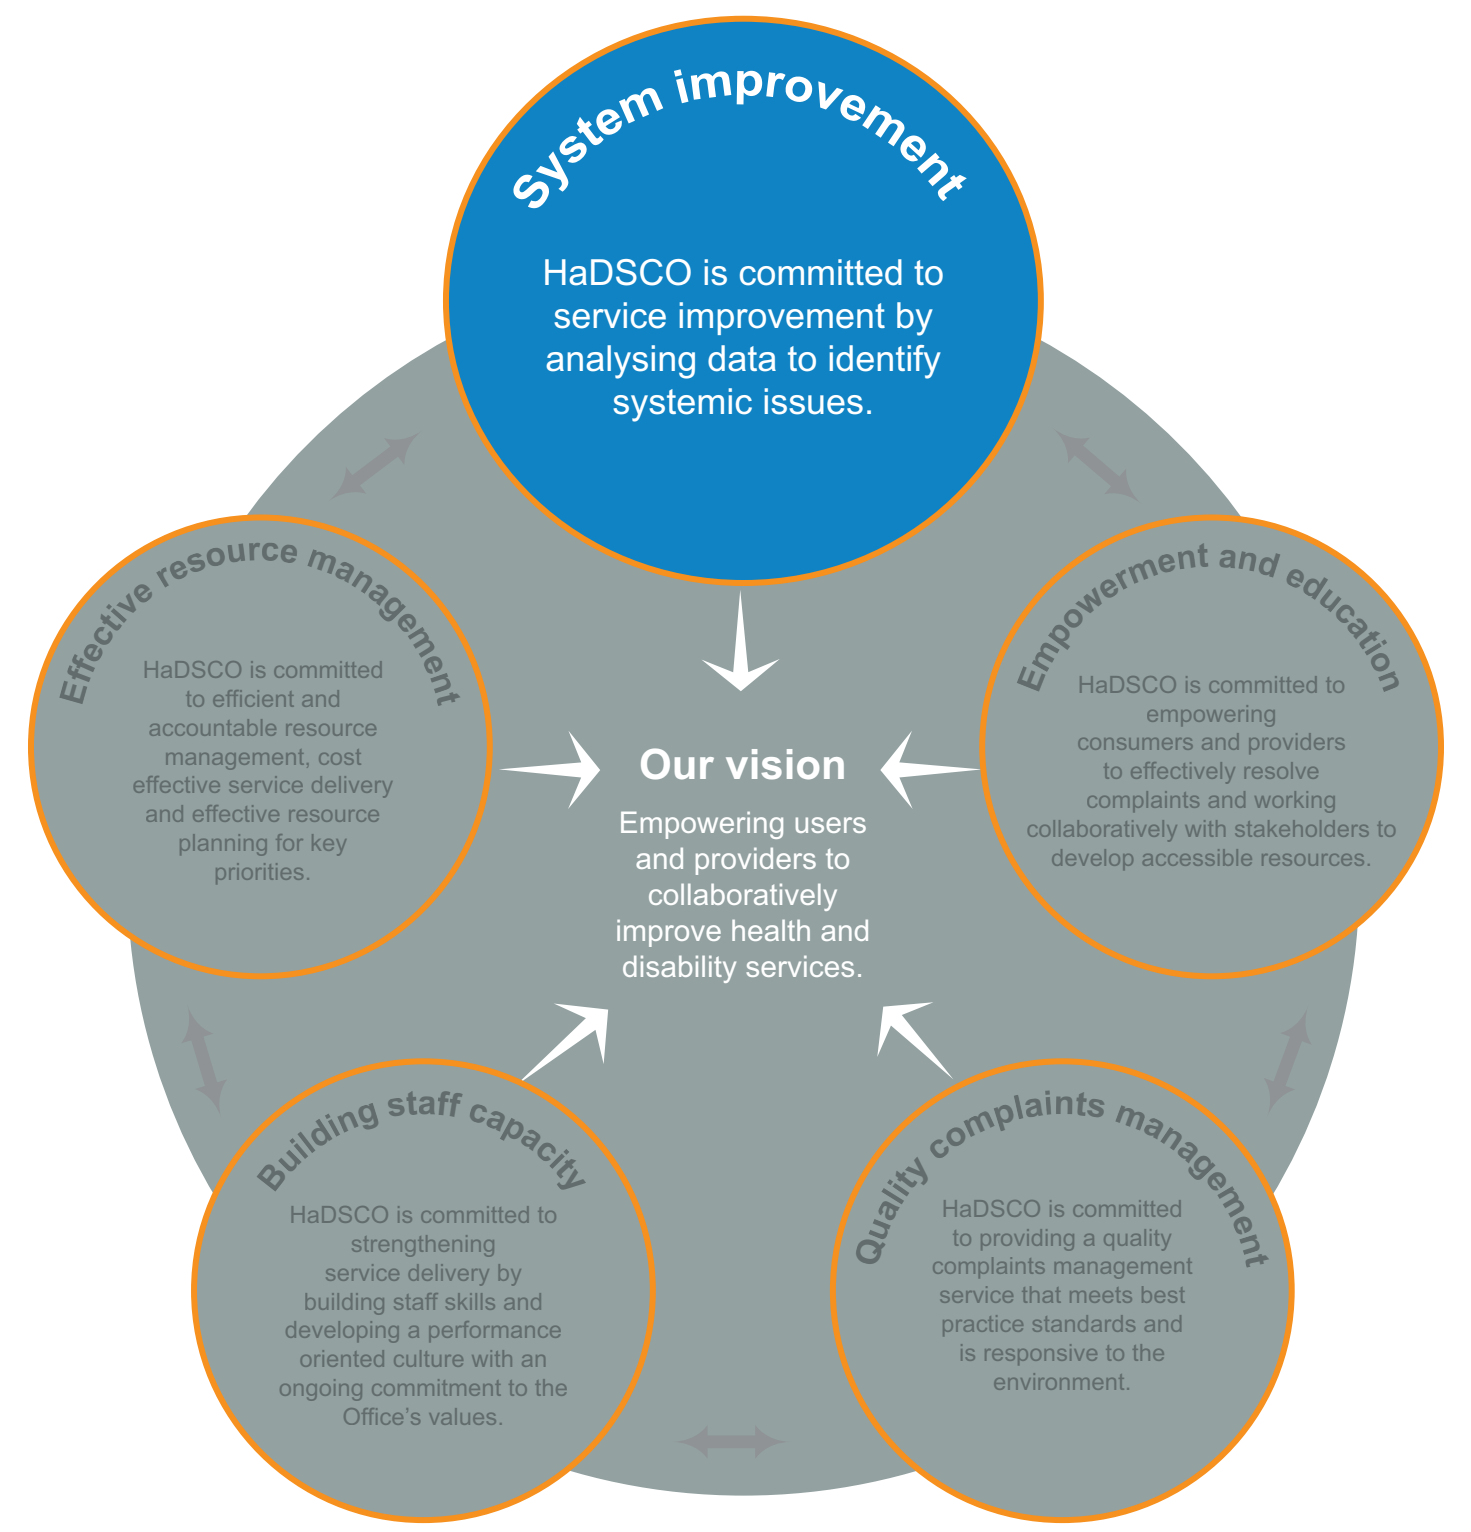 System improvement
HaDSCO is committed to
service improvement by
analysing data to identify
systemic issues.
Effective resource management
HaDSCO is committed
to efficient and
accountable resource
management, cost
effective service delivery
and effective resource
planning for key
priorities.
Our vision
Empowering users
and providers to
collaboratively
improve health and
disability services.
Empowerment and education
HaDSCO is committed to
empowering
consumers and providers
to effectively resolve
complaints and working
collaboratively with stakeholders to
develop accessible resources.
Building staff capacity
HaDSCO is committed to
strengthening
service delivery by
building staff skills and
developing a performance
oriented culture with an
ongoing commitment to the
Office’s values.
Quality complaints management
HaDSCO is committed
to providing a quality
complaints management
service that meets best
practice standards and
is responsive to the
environment.